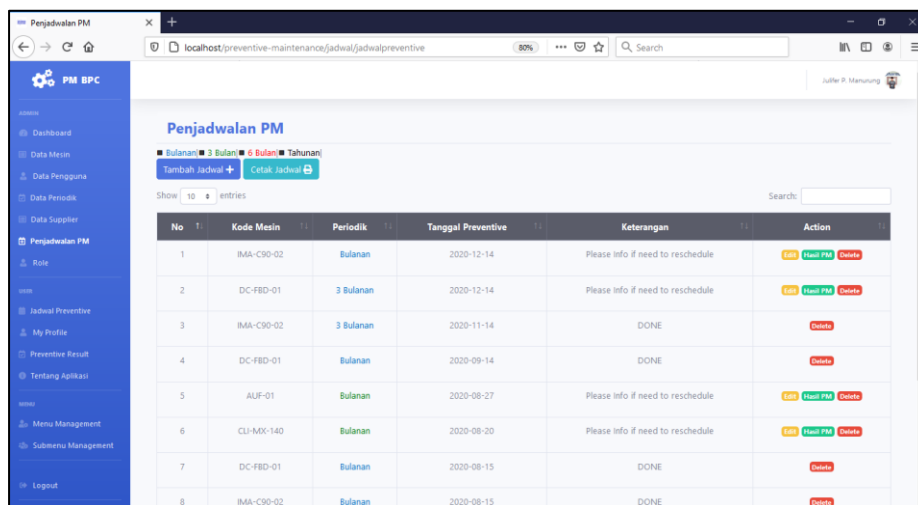 Penjadwalan PM
localhost/preventive-maintenance/jadwal/jadwalpreventive 80% Search
PM BPC
Julifer P. Manurung
ADMIN
Dashboard
Data Mesin
Data Pengguna
Data Periodik
Data Supplier
Penjadwalan PM
Role
USER
Jadwal Preventive
My Profile
Preventive Result
Tentang Aplikasi
MENU
Menu Management
Submenu Management
Logout
Penjadwalan PM
Bulanan| 3 Bulan| 6 Bulan| Tahunan|
Tambah Jadwal + Cetak Jadwal
Show 10 entries Search:
No Kode Mesin Periodik Tanggal Preventive Keterangan Action
1 IMA-C90-02 Bulanan 2020-12-14 Please info if need to reschedule Edit Hasil PM Delete
2 DC-FBD-01 3 Bulanan 2020-12-14 Please info if need to reschedule Edit Hasil PM Delete
3 IMA-C90-02 3 Bulanan 2020-11-14 DONE Delete
4 DC-FBD-01 Bulanan 2020-09-14 DONE Delete
5 ALIF-01 Bulanan 2020-08-27 Please info if need to reschedule Edit Hasil PM Delete
6 CLI-MX-140 Bulanan 2020-08-20 Please info if need to reschedule Edit Hasil PM Delete
7 DC-FBD-01 Bulanan 2020-08-15 DONE Delete
8 IMA-C90-02 Bulanan 2020-08-15 DONE Delete